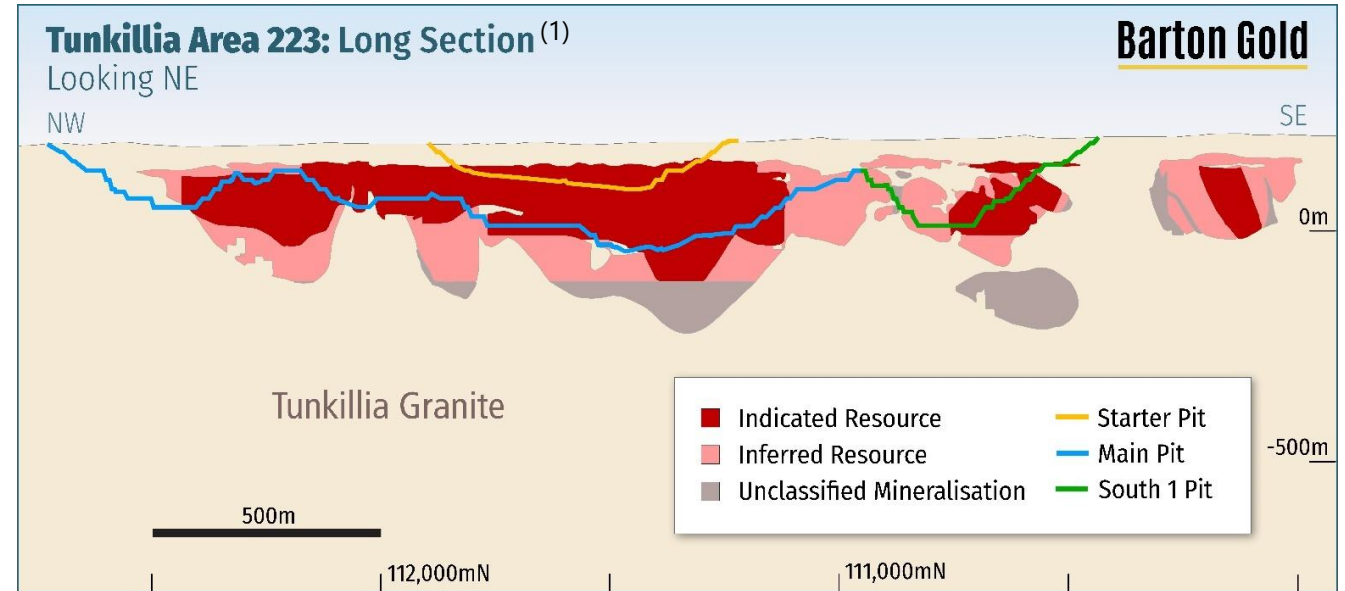 Tunkillia Area 223: Long Section (1)
Barton Gold
Looking NE
NW
SE
0m
Tunkillia Granite
-500m
Indicated Resource
Inferred Resource
Unclassified Mineralisation
Starter Pit
Main Pit
South 1 Pit
500m
112,000mN
111,000mN